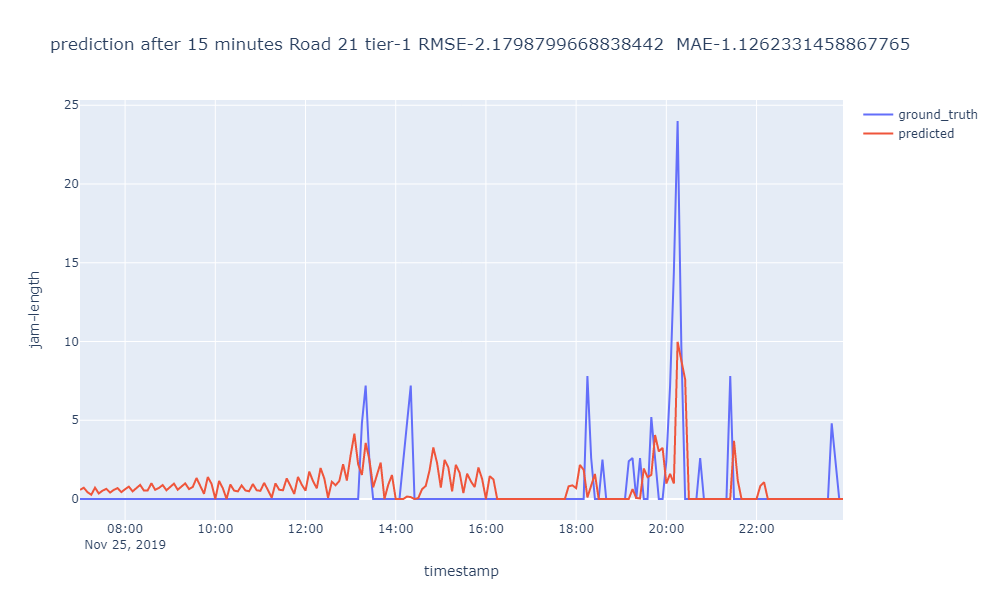 prediction after 15 minutes Road 21 tier-1 RMSE-2.1798799668838442  MAE-1.1262331458867765
ground_truth
predicted
25
20
15
10
5
0
jam-length
08:00 10:00 12:00 14:00 16:00 18:00 20:00 22:00
Nov 25, 2019
timestamp